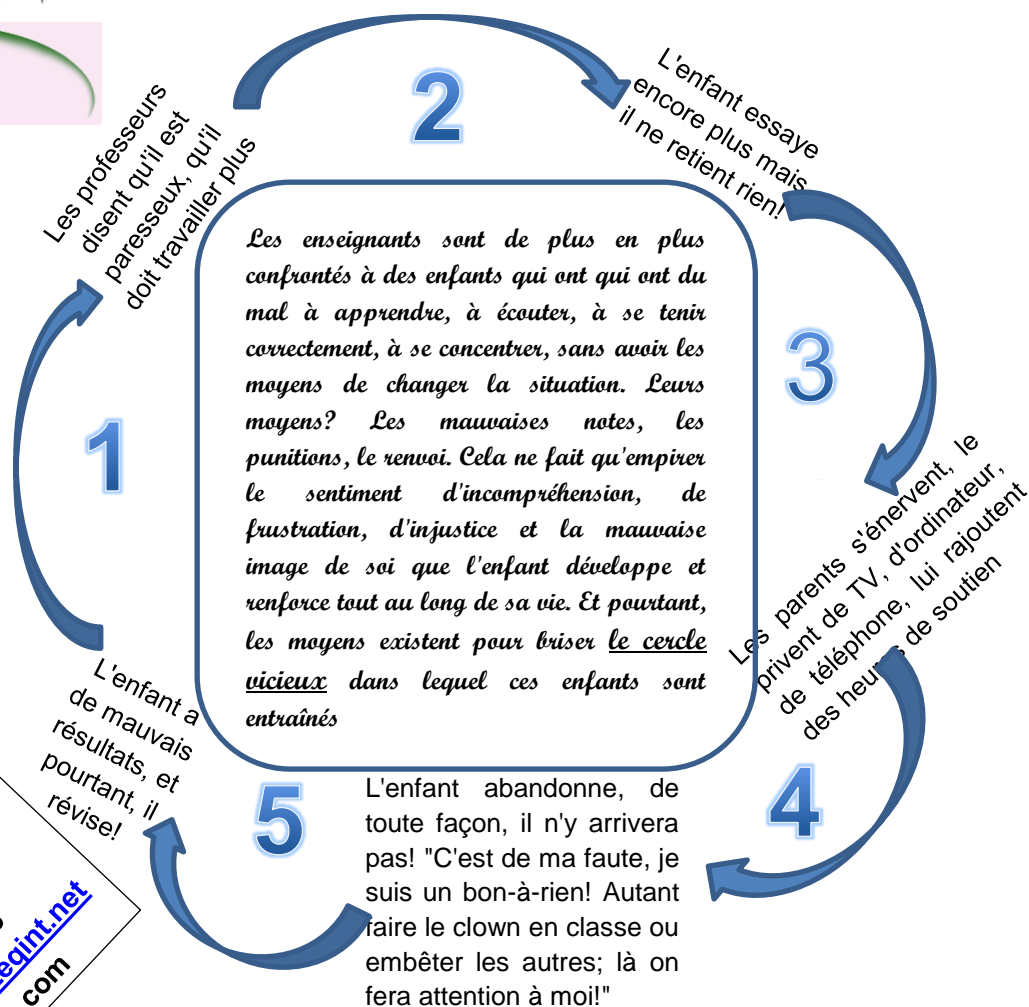 Les professeurs
disent qu'il est
paresseux, qu'il
doit travailler plus
2
L'enfant essaye
encore plus mais
il ne retient rien!
Les enseignants sont de plus en plus
confrontés à des enfants qui ont qui ont du
mal à apprendre, à écouter, à se tenir
correctement, à se concentrer, sans avoir les
moyens de changer la situation. Leurs
moyens? Les mauvaises notes, les
punitions, le renvoi. Cela ne fait qu'empirer
le sentiment d'incompréhension, de
frustration, d'injustice et la mauvaise
image de soi que l'enfant développe et
renforce tout au long de sa vie. Et pourtant,
les moyens existent pour briser le cercle
vicieux dans lequel ces enfants sont
entraînés
3
1
Les parents s'énervent, le
privent de TV, d'ordinateur,
de téléphone, lui rajoutent
des heures de soutien
L'enfant a
de mauvais
résultats, et
pourtant, il
révise!
5
4
L'enfant abandonne, de
toute façon, il n'y arrivera
pas! "C'est de ma faute, je
suis un bon-à-rien! Autant
faire le clown en classe ou
embêter les autres; là on
fera attention à moi!"
egint.net
com